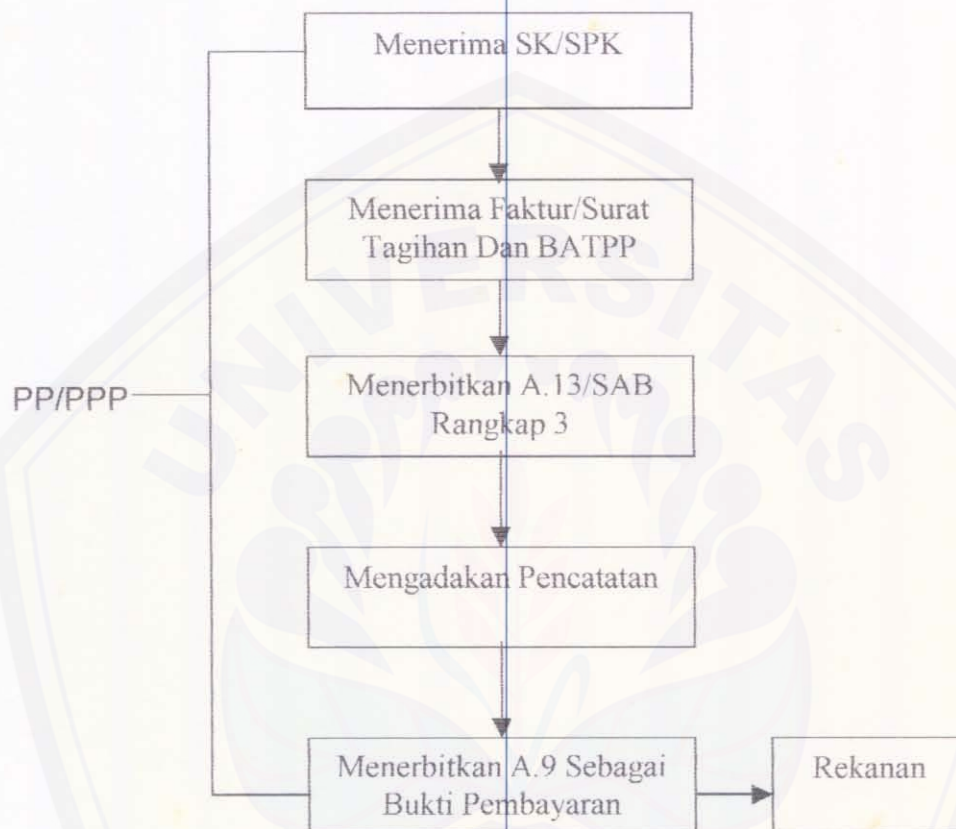 Menerima SK/SPK
Menerima Faktur/Surat
Tagihan Dan BATPP
PP/PPP
Menerbitkan A.13/SAB
Rangkap 3
Mengadakan Pencatatan
Menerbitkan A.9 Sebagai
Bukti Pembayaran
Rekanan
UNIVERSITAS